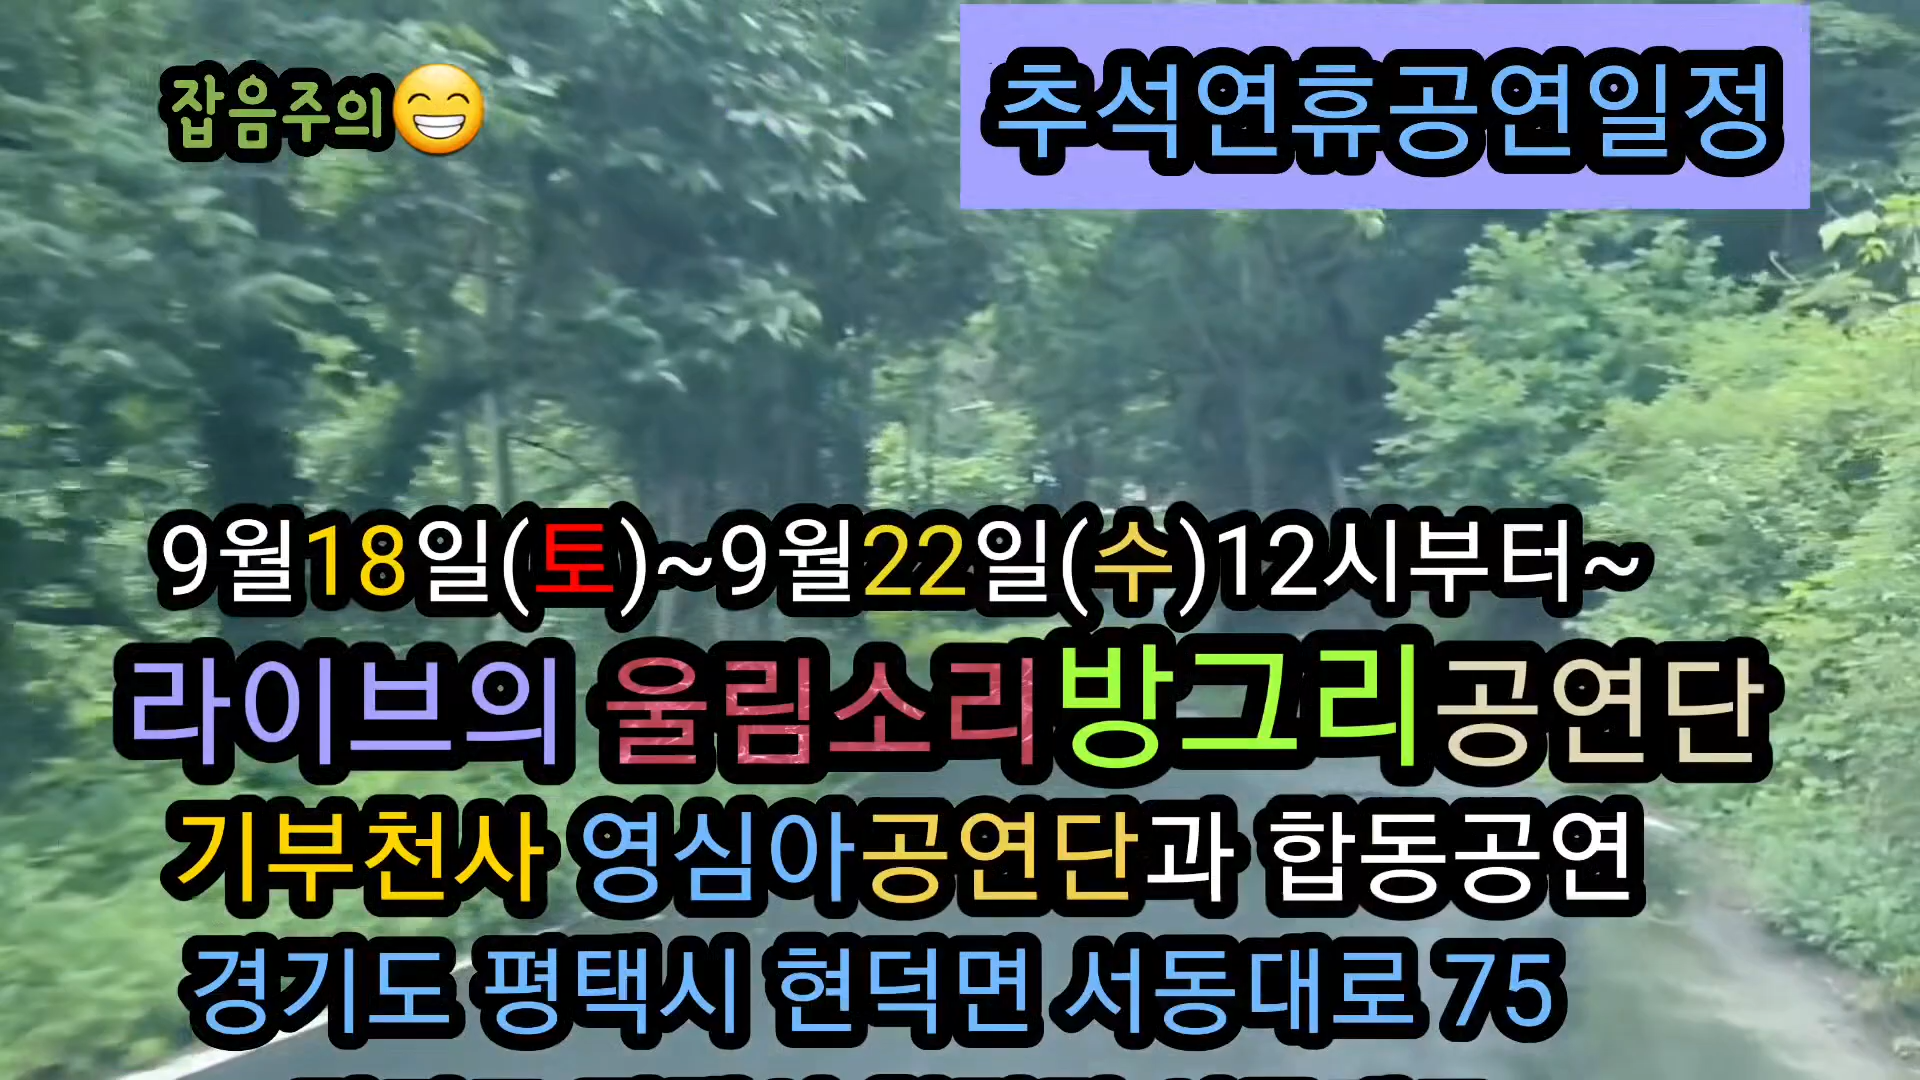 잡음주의
추석연휴공연일정
9월18일(토)~9월22일(수)12시부터~
라이브의 울림소리방그리공연단
기부천사 영심아공연단과 합동공연
경기도 평택시 현덕면 서동대로 75